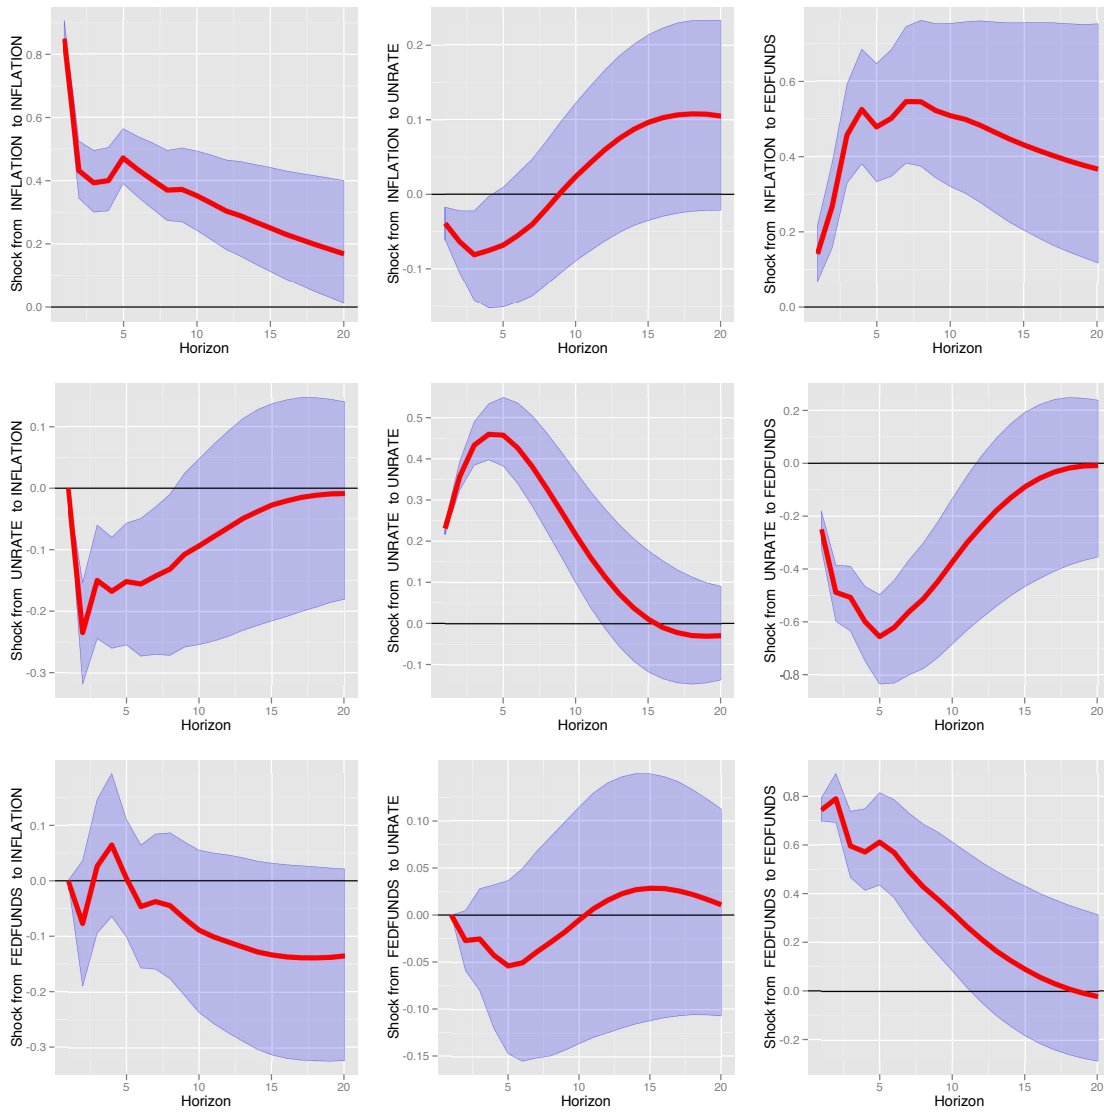 Shock from INFLATION to INFLATION
0.8
0.6
0.4
0.2
0.0
5 10 15 20
Horizon
Shock from INFLATION to UNRATE
0.2
0.1
0.0
-0.1
5 10 15 20
Horizon
Shock from INFLATION to FEDFUNDS
0.6
0.4
0.2
0.0
5 10 15 20
Horizon
Shock from UNRATE to INFLATION
0.1
0.0
-0.1
-0.2
-0.3
5 10 15 20
Horizon
Shock from UNRATE to UNRATE
0.5
0.4
0.3
0.2
0.1
0.0
-0.1
5 10 15 20
Horizon
Shock from UNRATE to FEDFUNDS
0.2
0.0
-0.2
-0.4
-0.6
-0.8
5 10 15 20
Horizon
Shock from FEDFUNDS to INFLATION
0.1
0.0
-0.1
-0.2
-0.3
5 10 15 20
Horizon
Shock from FEDFUNDS to UNRATE
0.10
0.05
0.00
-0.05
-0.10
-0.15
5 10 15 20
Horizon
Shock from FEDFUNDS to FEDFUNDS
0.8
0.6
0.4
0.2
0.0
-0.2
5 10 15 20
Horizon